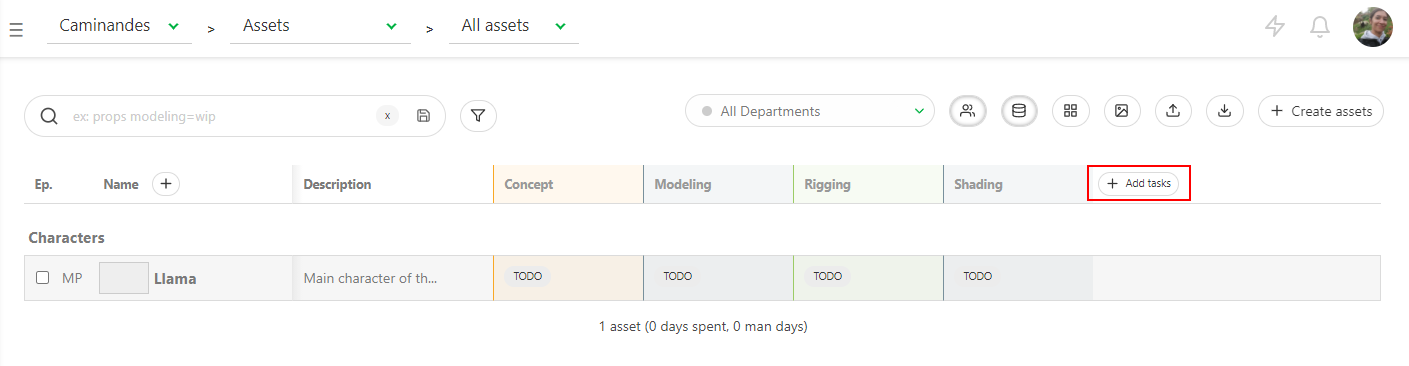 Caminandes > Assets > All assets
ex: props modeling=wip x All Departments + Create assets
Ep. Name + Description Concept Modeling Rigging Shading + Add tasks
Characters
MP Llama Main character of th... TODO TODO TODO TODO
1 asset (0 days spent, 0 man days)